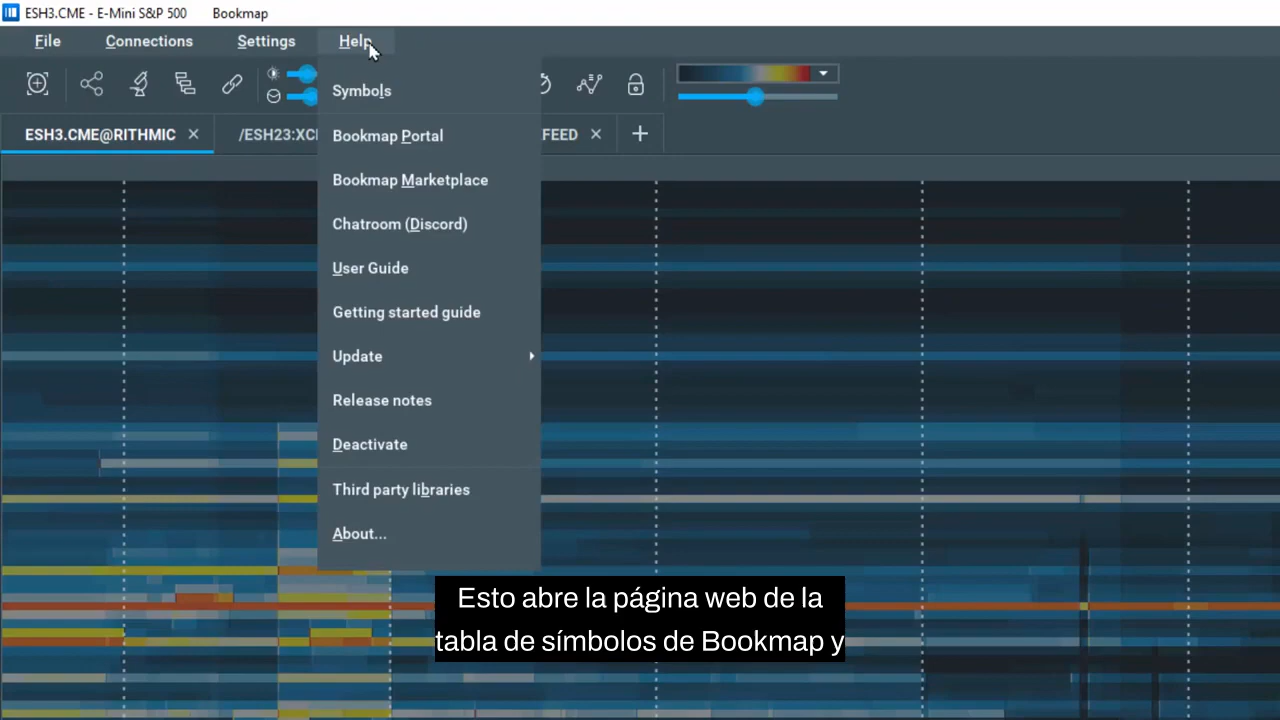 ESH3.CME - E-Mini S&P 500 Bookmap
File Connections Settings Help
Symbols
ESH3.CME@RITHMIC /ESH23:XC FEED
Bookmap Portal
Bookmap Marketplace
Chatroom (Discord)
User Guide
Getting started guide
Update
Release notes
Deactivate
Third party libraries
About...
Esto abre la página web de la
tabla de símbolos de Bookmap y